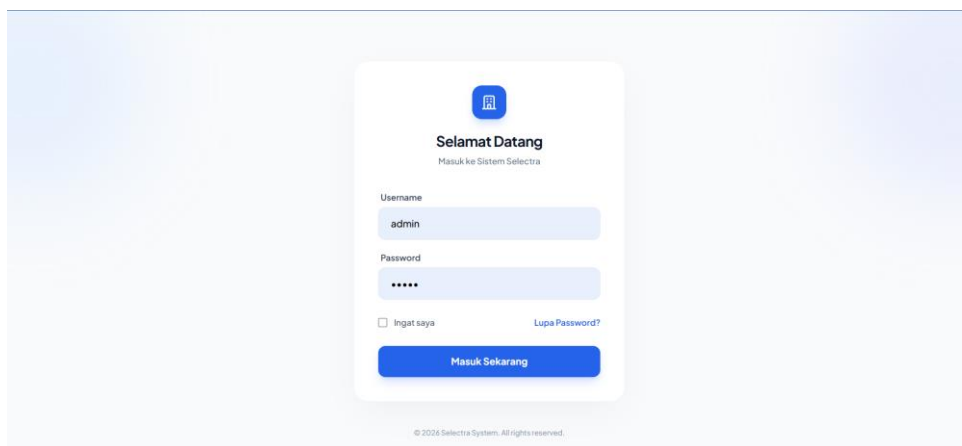 Selamat Datang
Masuk ke Sistem Selectra
Username
admin
Password
•••••
Ingat saya Lupa Password?
Masuk Sekarang
© 2026 Selectra System. All rights reserved.